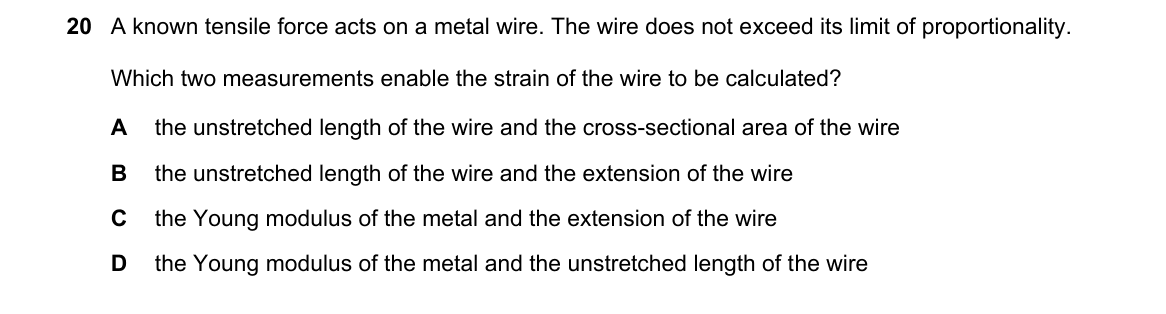 20 A known tensile force acts on a metal wire. The wire does not exceed its limit of proportionality.
Which two measurements enable the strain of the wire to be calculated?
A the unstretched length of the wire and the cross-sectional area of the wire
B the unstretched length of the wire and the extension of the wire
C the Young modulus of the metal and the extension of the wire
D the Young modulus of the metal and the unstretched length of the wire